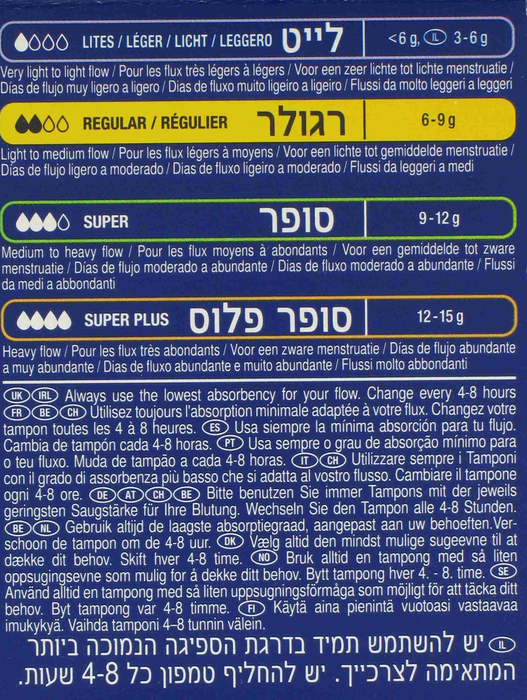 LITES / LÉGER / LICHT / LEGGERO לייט <6 g, IL 3-6 g
Very light to light flow / Pour les flux très légers à légers / Voor een zeer lichte tot lichte menstruatie /
Días de flujo muy ligero a ligero / Dias de fluxo muito ligeiro a ligeiro / Flussi da molto leggeri a leggeri
REGULAR / RÉGULIER רגולר 6-9 g
Light to medium flow / Pour les flux légers à moyens / Voor een lichte tot gemiddelde menstruatie /
Días de flujo ligero a moderado / Dias de fluxo ligeiro a moderado / Flussi da leggeri a medi
SUPER סופר 9-12 g
Medium to heavy flow / Pour les flux moyens à abondants / Voor een gemiddelde tot zware
menstruatie / Días de flujo moderado a abundante / Dias de fluxo moderado a abundante / Flussi
da medi a abbondanti
SUPER PLUS סופר פלוס 12-15 g
Heavy flow / Pour les flux très abondants / Voor een zware menstruatie / Días de flujo abundante
a muy abundante / Dias de fluxo abundante e muito abundante / Flussi molto abbondanti
UK IRL Always use the lowest absorbency for your flow. Change every 4-8 hours
FR BE CH Utilisez toujours l'absorption minimale adaptée à votre flux. Changez votre
tampon toutes les 4 à 8 heures. ES Usa siempre la mínima absorción para tu flujo.
Cambia de tampón cada 4-8 horas. PT Usa sempre o grau de absorção mínimo para
o teu fluxo. Muda de tampão a cada 4-8 horas. IT CH Utilizzare sempre i Tamponi
con il grado di assorbenza più basso che si adatta al vostro flusso. Cambiare il tampone
ogni 4-8 ore. DE AT CH BE Bitte benutzen Sie immer Tampons mit der jeweils
geringsten Saugstärke für Ihre Blutung. Wechseln Sie den Tampon alle 4-8 Stunden.
BE NL Gebruik altijd de laagste absorptiegraad, aangepast aan uw behoeften.Ver-
schoon de tampon om de 4-8 uur. DK Vælg altid den mindst mulige sugeevne til at
dække dit behov. Skift hver 4-8 time. NO Bruk alltid en tampong med så liten
oppsugingsevne som mulig for å dekke ditt behov. Bytt tampong hver 4. - 8. time. SE
Använd alltid en tampong med så liten uppsugningsförmåga som möjligt för att täcka ditt
behov. Byt tampong var 4-8 timme. FI Käytä aina pienintä vuotoasi vastaavaa
imukykyä. Vaihda tamponi 4–8 tunnin välein.
IL יש להשתמש תמיד בדרגת הספיגה הנמוכה ביותר
המתאימה לצרכייך. יש להחליף טמפון כל 4-8 שעות.